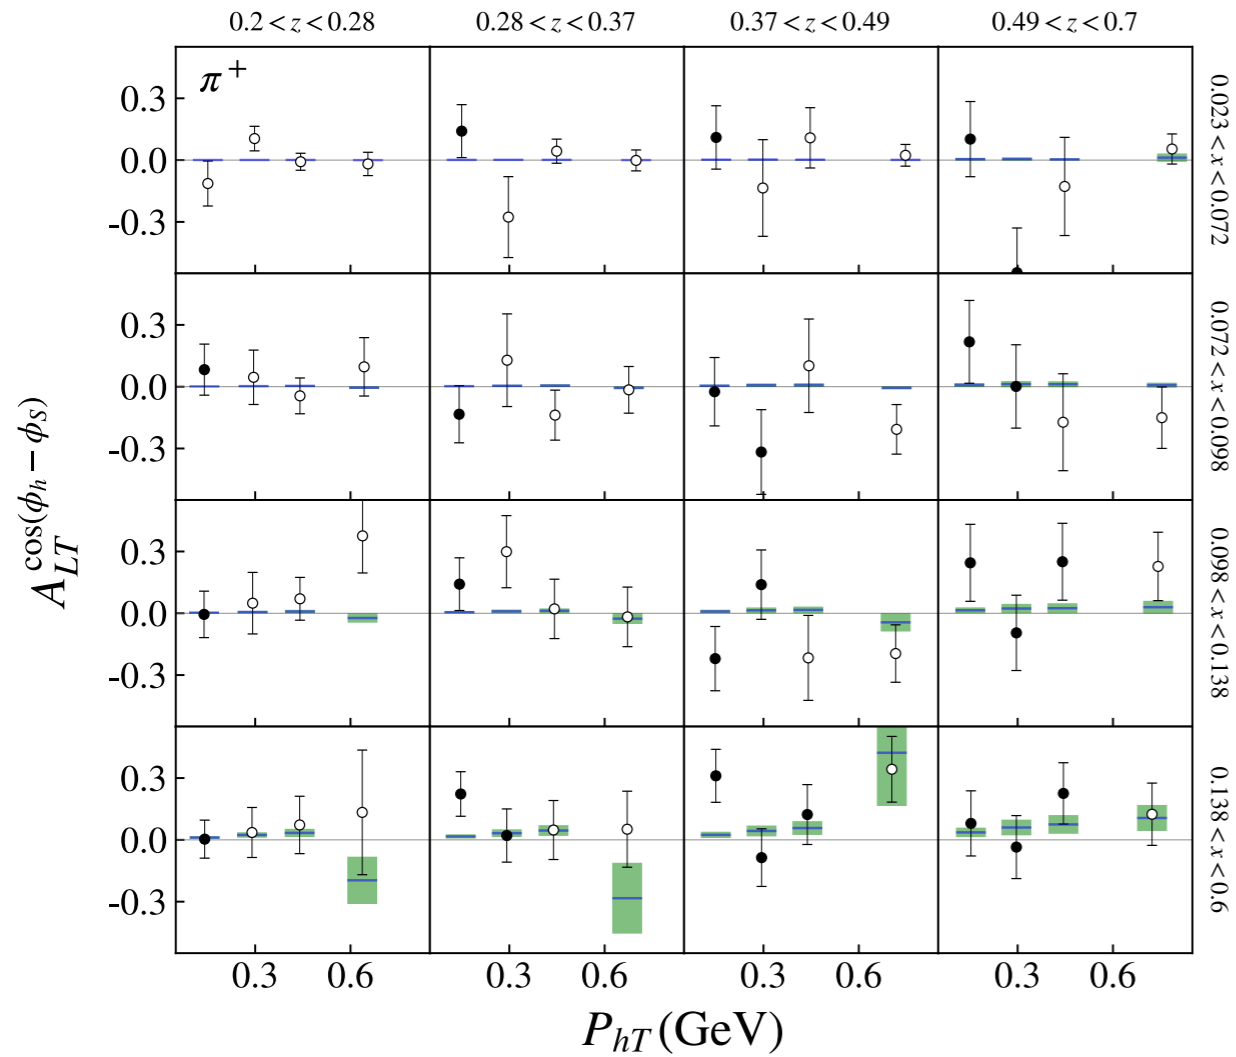 0.2 < z < 0.28
0.28 < z < 0.37
0.37 < z < 0.49
0.49 < z < 0.7
π⁺
0.3
0.0
-0.3
0.023 < x < 0.072
0.3
0.0
-0.3
0.072 < x < 0.098
0.3
0.0
-0.3
0.098 < x < 0.138
0.3
0.0
-0.3
0.138 < x < 0.6
A_{LT}^{cos(ϕ_h − ϕ_S)}
0.3 0.6 0.3 0.6 0.3 0.6 0.3 0.6
P_{hT} (GeV)